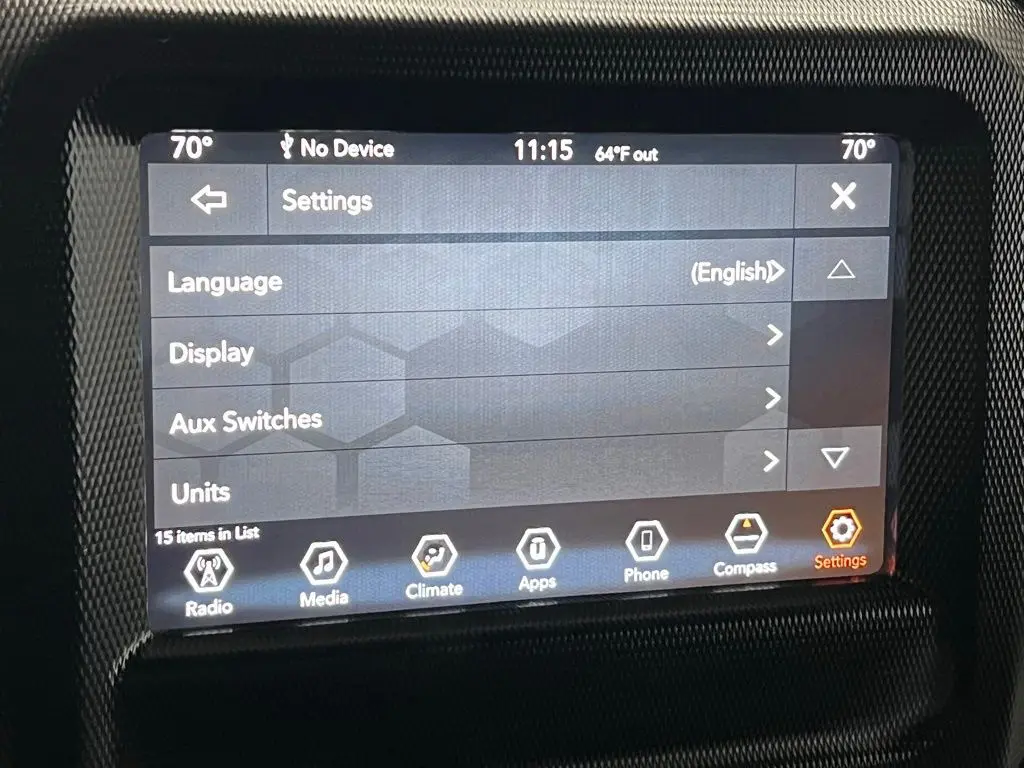 70° No Device 11:15 64°F out 70°
Settings
Language (English)
Display
Aux Switches
Units
15 items in List
Radio Media Climate Apps Phone Compass Settings